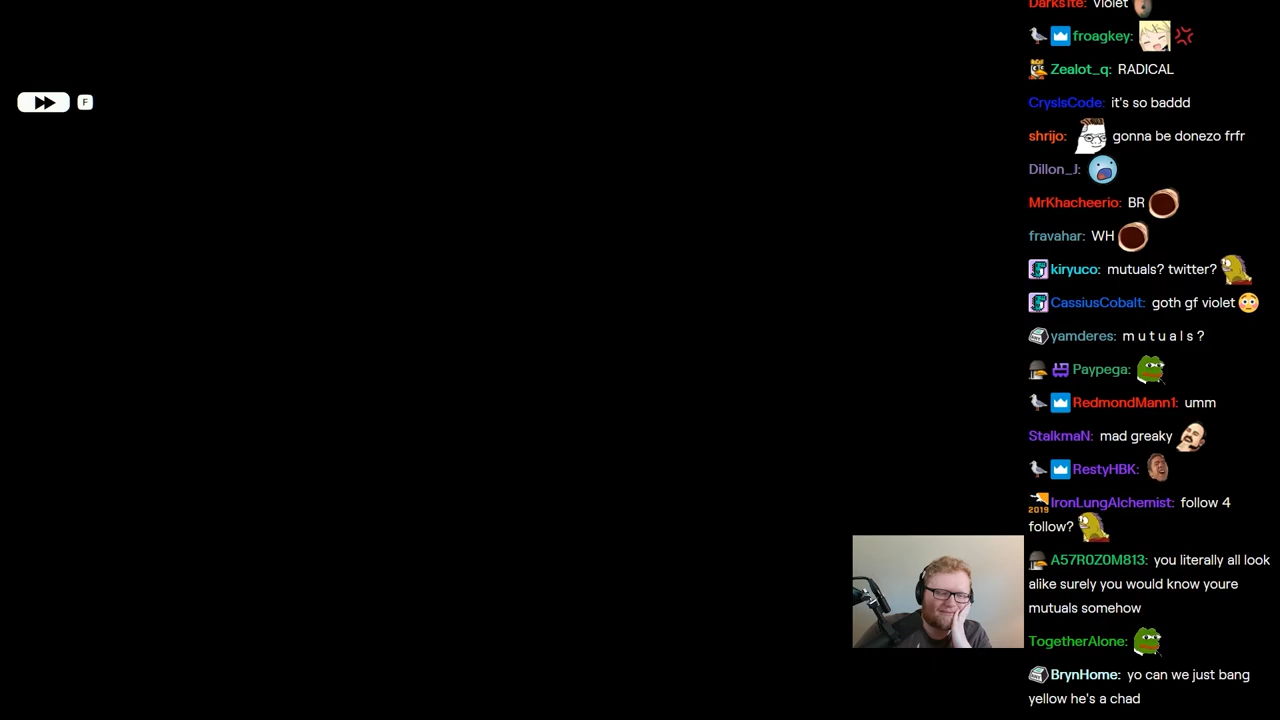 Darks1te: Violet
froagkey:
F
Zealot_q: RADICAL
CrysisCode: it's so baddd
shrijo: gonna be donezo frfr
Dillon_J:
MrKhacheerio: BR
fravahar: WH
kiryuco: mutuals? twitter?
CassiusCobalt: goth gf violet
yamderes: m u t u a l s ?
Paypega:
RedmondMann1: umm
StalkmaN: mad greaky
RestyHBK:
2019 IronLungAlchemist: follow 4
follow?
A57R0Z0M813: you literally all look
alike surely you would know youre
mutuals somehow
TogetherAlone:
BrynHome: yo can we just bang
yellow he's a chad